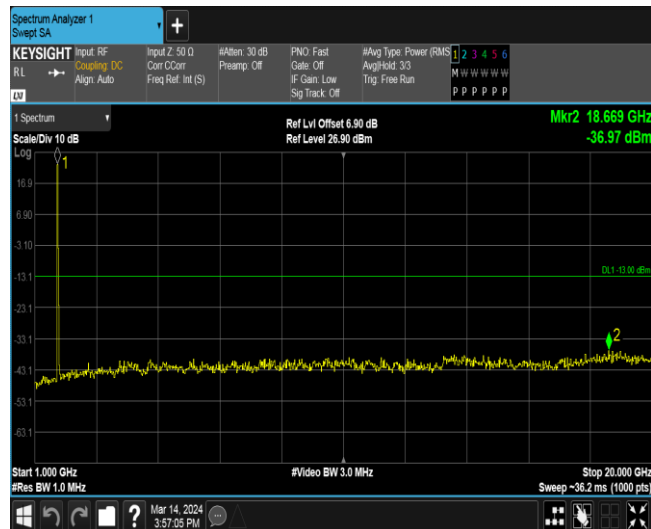 Spectrum Analyzer 1
Swept SA
+
KEYSIGHT Input: RF Input Z: 50 Ω #Atten: 30 dB PNO: Fast #Avg Type: Power (RMS 1 2 3 4 5 6
RL Coupling: DC Corr CCorr Preamp: Off Gate: Off Avg|Hold: 3/3 M W W W W W
Align: Auto Freq Ref: Int (S) IF Gain: Low Trig: Free Run
LXI Sig Track: Off P P P P P P
1 Spectrum Ref Lvl Offset 6.90 dB Mkr2 18.669 GHz
Scale/Div 10 dB Ref Level 26.90 dBm -36.97 dBm
Log
1
16.9
6.90
-3.10
-13.1 DL1 -13.00 dBm
-23.1
-33.1
2
-43.1
-53.1
-63.1
Start 1.000 GHz #Video BW 3.0 MHz Stop 20.000 GHz
#Res BW 1.0 MHz Sweep ~36.2 ms (1000 pts)
? Mar 14, 2024
3:57:05 PM